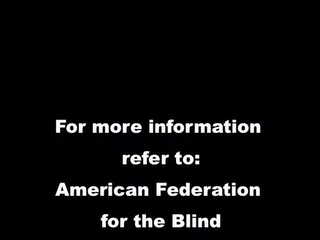 For more information
refer to:
American Federation
for the Blind